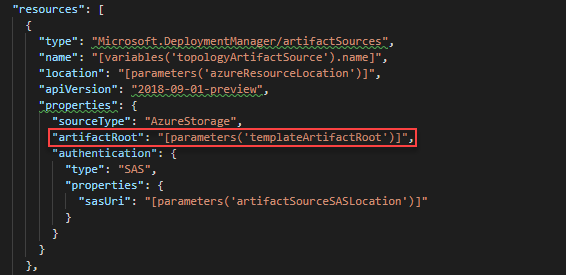 "resources": [
{
"type": "Microsoft.DeploymentManager/artifactSources",
"name": "[variables('topologyArtifactSource').name]",
"location": "[parameters('azureResourceLocation')]",
"apiVersion": "2018-09-01-preview",
"properties": {
"sourceType": "AzureStorage",
"artifactRoot": "[parameters('templateArtifactRoot')]",
"authentication": {
"type": "SAS",
"properties": {
"sasUri": "[parameters('artifactSourceSASLocation')]"
}
}
}
},